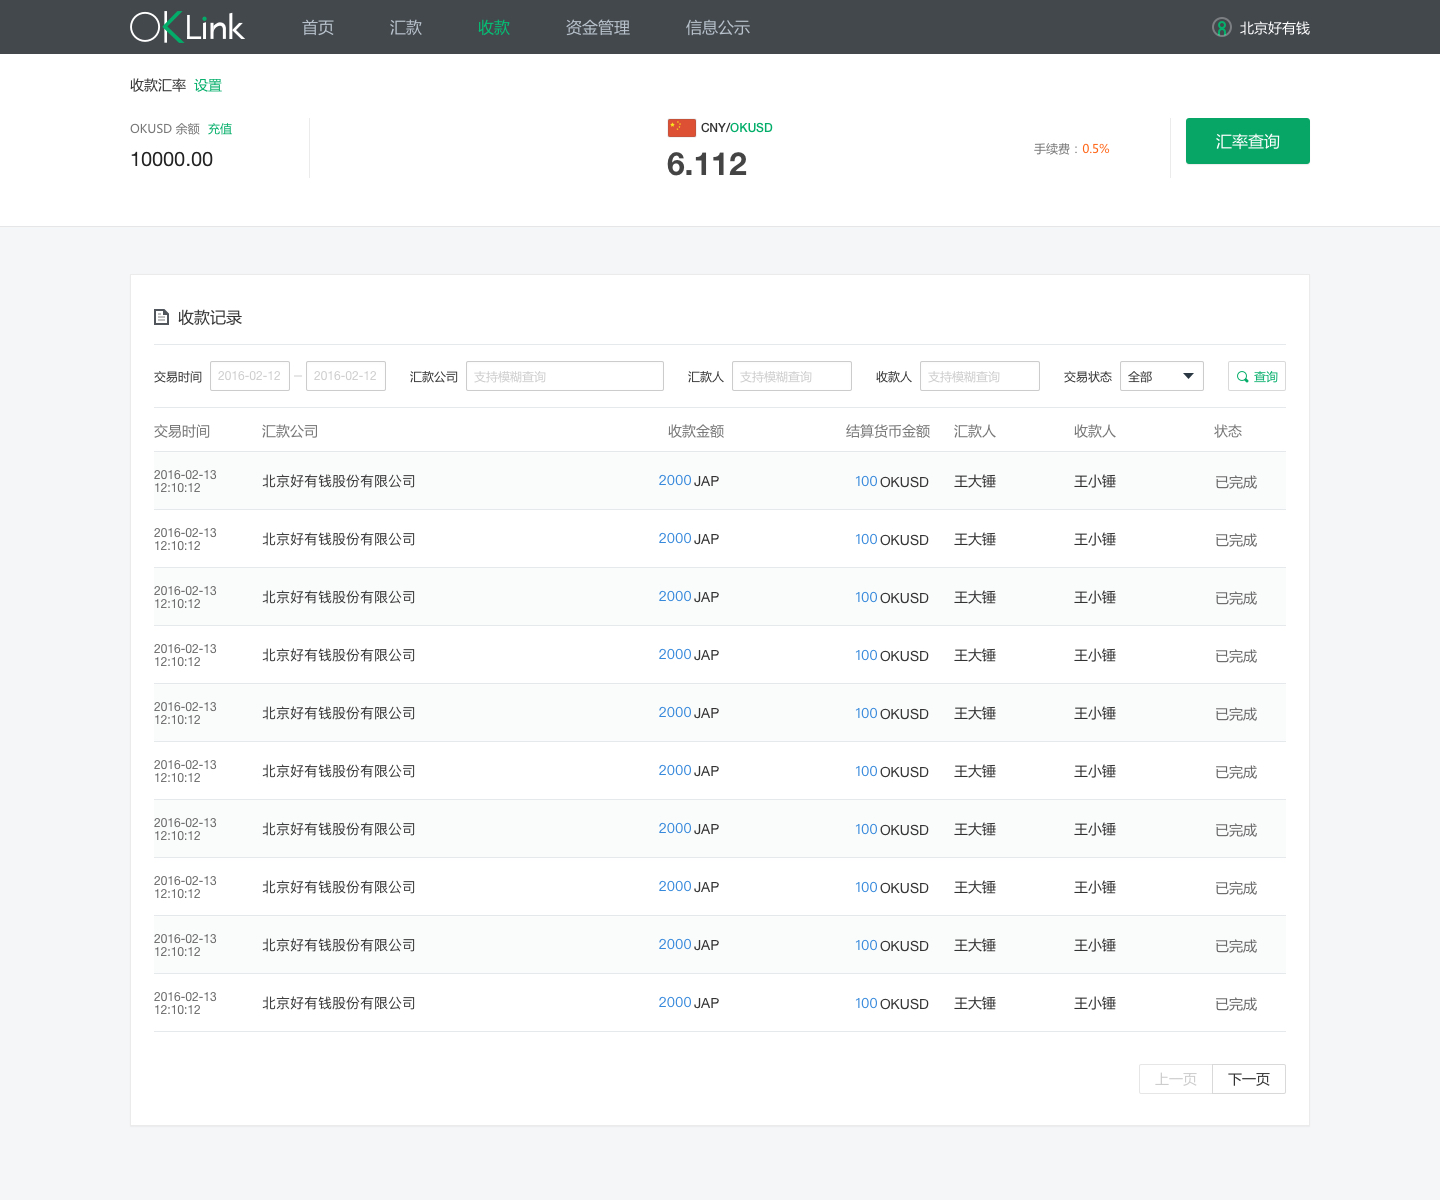 OKLink 首页 汇款 收款 资金管理 信息公示 北京好有钱
收款汇率 设置
OKUSD 余额 充值
10000.00
CNY/OKUSD
6.112
手续费：0.5%
汇率查询
收款记录
交易时间 2016-02-12 – 2016-02-12 汇款公司 支持模糊查询 汇款人 支持模糊查询 收款人 支持模糊查询 交易状态 全部 查询
交易时间 汇款公司 收款金额 结算货币金额 汇款人 收款人 状态
2016-02-13
12:10:12
北京好有钱股份有限公司 2000 JAP 100 OKUSD 王大锤 王小锤 已完成
2016-02-13
12:10:12
北京好有钱股份有限公司 2000 JAP 100 OKUSD 王大锤 王小锤 已完成
2016-02-13
12:10:12
北京好有钱股份有限公司 2000 JAP 100 OKUSD 王大锤 王小锤 已完成
2016-02-13
12:10:12
北京好有钱股份有限公司 2000 JAP 100 OKUSD 王大锤 王小锤 已完成
2016-02-13
12:10:12
北京好有钱股份有限公司 2000 JAP 100 OKUSD 王大锤 王小锤 已完成
2016-02-13
12:10:12
北京好有钱股份有限公司 2000 JAP 100 OKUSD 王大锤 王小锤 已完成
2016-02-13
12:10:12
北京好有钱股份有限公司 2000 JAP 100 OKUSD 王大锤 王小锤 已完成
2016-02-13
12:10:12
北京好有钱股份有限公司 2000 JAP 100 OKUSD 王大锤 王小锤 已完成
2016-02-13
12:10:12
北京好有钱股份有限公司 2000 JAP 100 OKUSD 王大锤 王小锤 已完成
2016-02-13
12:10:12
北京好有钱股份有限公司 2000 JAP 100 OKUSD 王大锤 王小锤 已完成
上一页 下一页